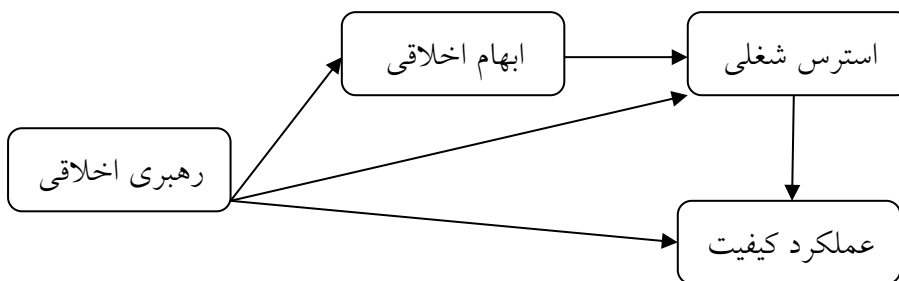 استرس شغلی
ابهام اخلاقی
رهبری اخلاقی
عملکرد کیفیت